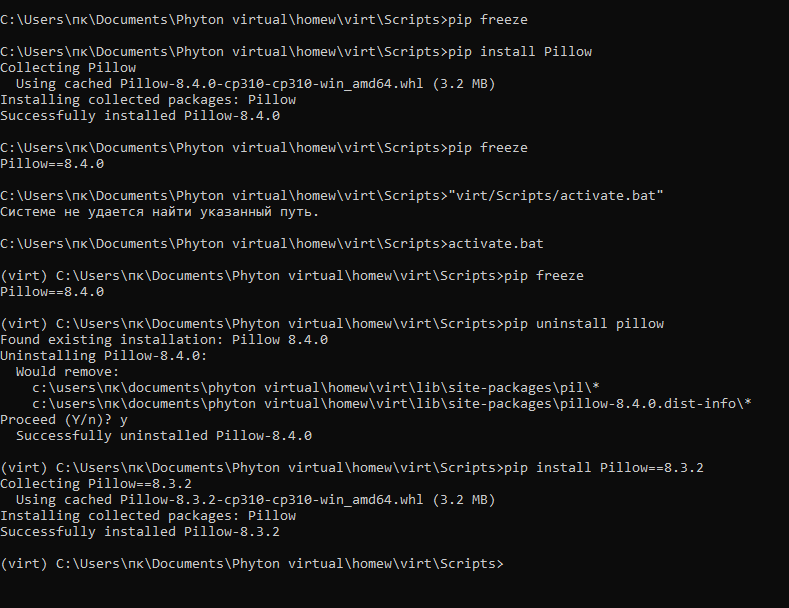 C:\Users\пк\Documents\Phyton virtual\homew\virt\Scripts>pip freeze
C:\Users\пк\Documents\Phyton virtual\homew\virt\Scripts>pip install Pillow
Collecting Pillow
  Using cached Pillow-8.4.0-cp310-cp310-win_amd64.whl (3.2 MB)
Installing collected packages: Pillow
Successfully installed Pillow-8.4.0
C:\Users\пк\Documents\Phyton virtual\homew\virt\Scripts>pip freeze
Pillow==8.4.0
C:\Users\пк\Documents\Phyton virtual\homew\virt\Scripts>"virt/Scripts/activate.bat"
Системе не удается найти указанный путь.
C:\Users\пк\Documents\Phyton virtual\homew\virt\Scripts>activate.bat
(virt) C:\Users\пк\Documents\Phyton virtual\homew\virt\Scripts>pip freeze
Pillow==8.4.0
(virt) C:\Users\пк\Documents\Phyton virtual\homew\virt\Scripts>pip uninstall pillow
Found existing installation: Pillow 8.4.0
Uninstalling Pillow-8.4.0:
  Would remove:
    c:\users\пк\documents\phyton virtual\homew\virt\lib\site-packages\pil\*
    c:\users\пк\documents\phyton virtual\homew\virt\lib\site-packages\pillow-8.4.0.dist-info\*
Proceed (Y/n)? y
  Successfully uninstalled Pillow-8.4.0
(virt) C:\Users\пк\Documents\Phyton virtual\homew\virt\Scripts>pip install Pillow==8.3.2
Collecting Pillow==8.3.2
  Using cached Pillow-8.3.2-cp310-cp310-win_amd64.whl (3.2 MB)
Installing collected packages: Pillow
Successfully installed Pillow-8.3.2
(virt) C:\Users\пк\Documents\Phyton virtual\homew\virt\Scripts>